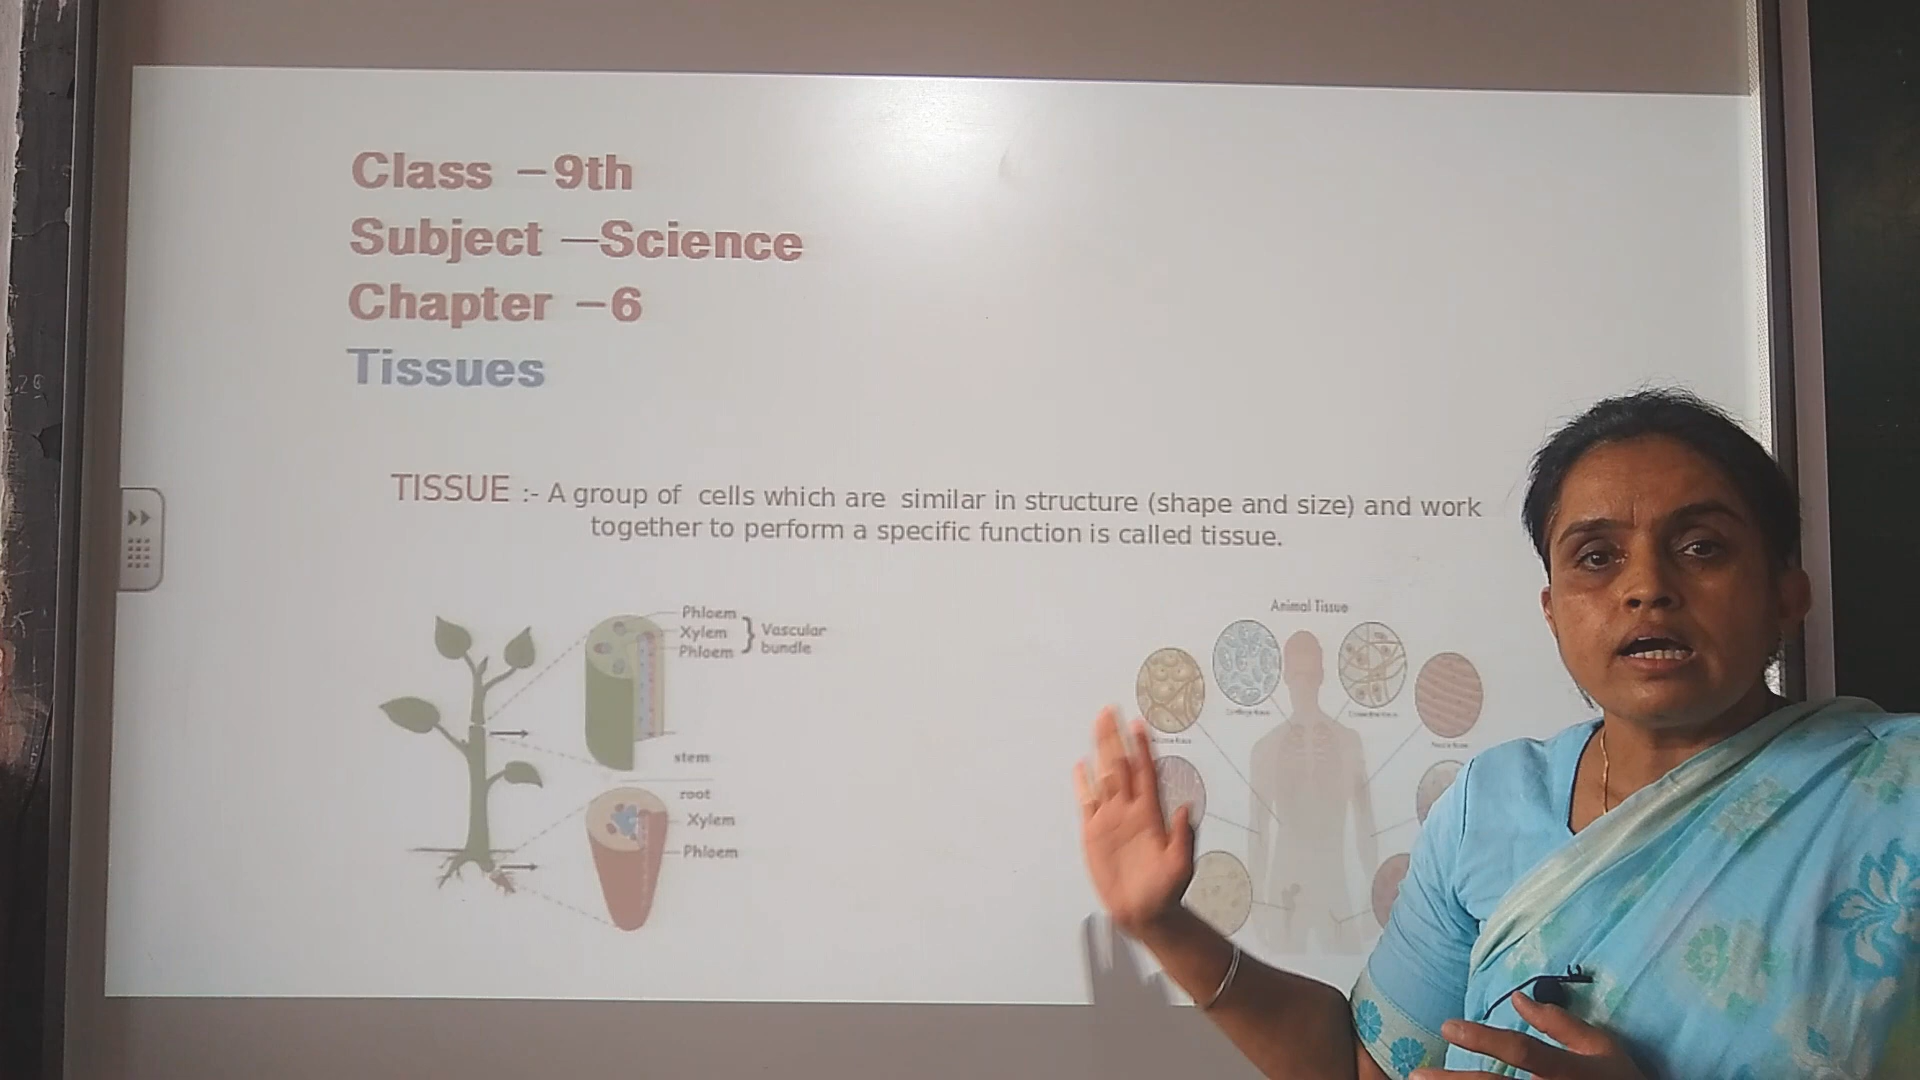 Class –9th
Subject –Science
Chapter –6
Tissues
TISSUE :- A group of cells which are similar in structure (shape and size) and work
together to perform a specific function is called tissue.
Phloem
Xylem
Phloem
Vascular
bundle
stem
root
Xylem
Phloem
Animal Tissue